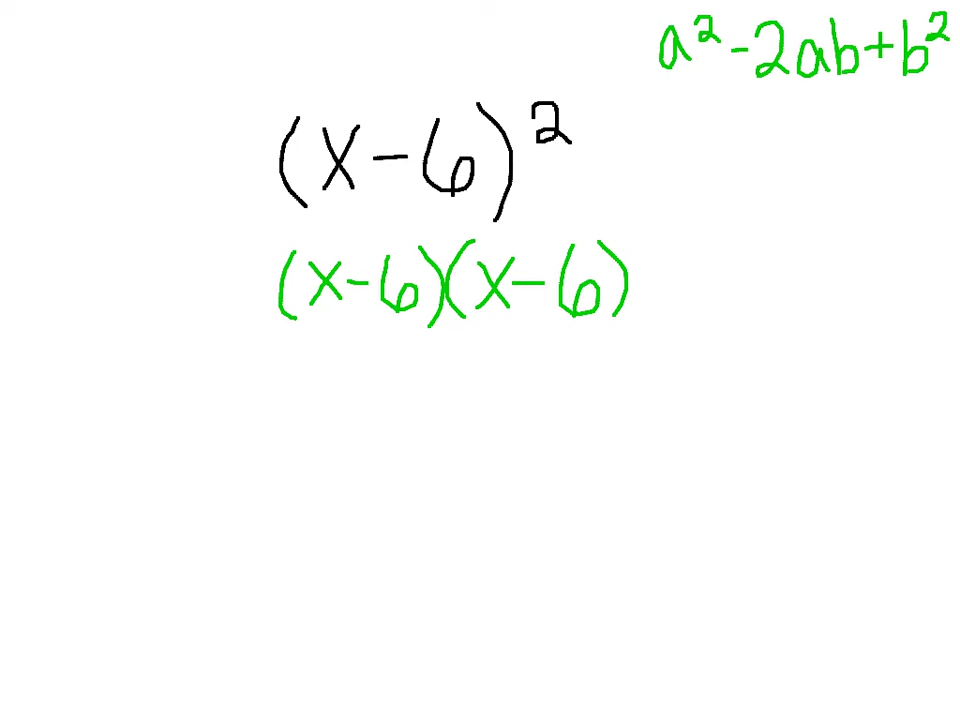 a² - 2ab + b²
(x - 6)²
(x - 6)(x - 6)